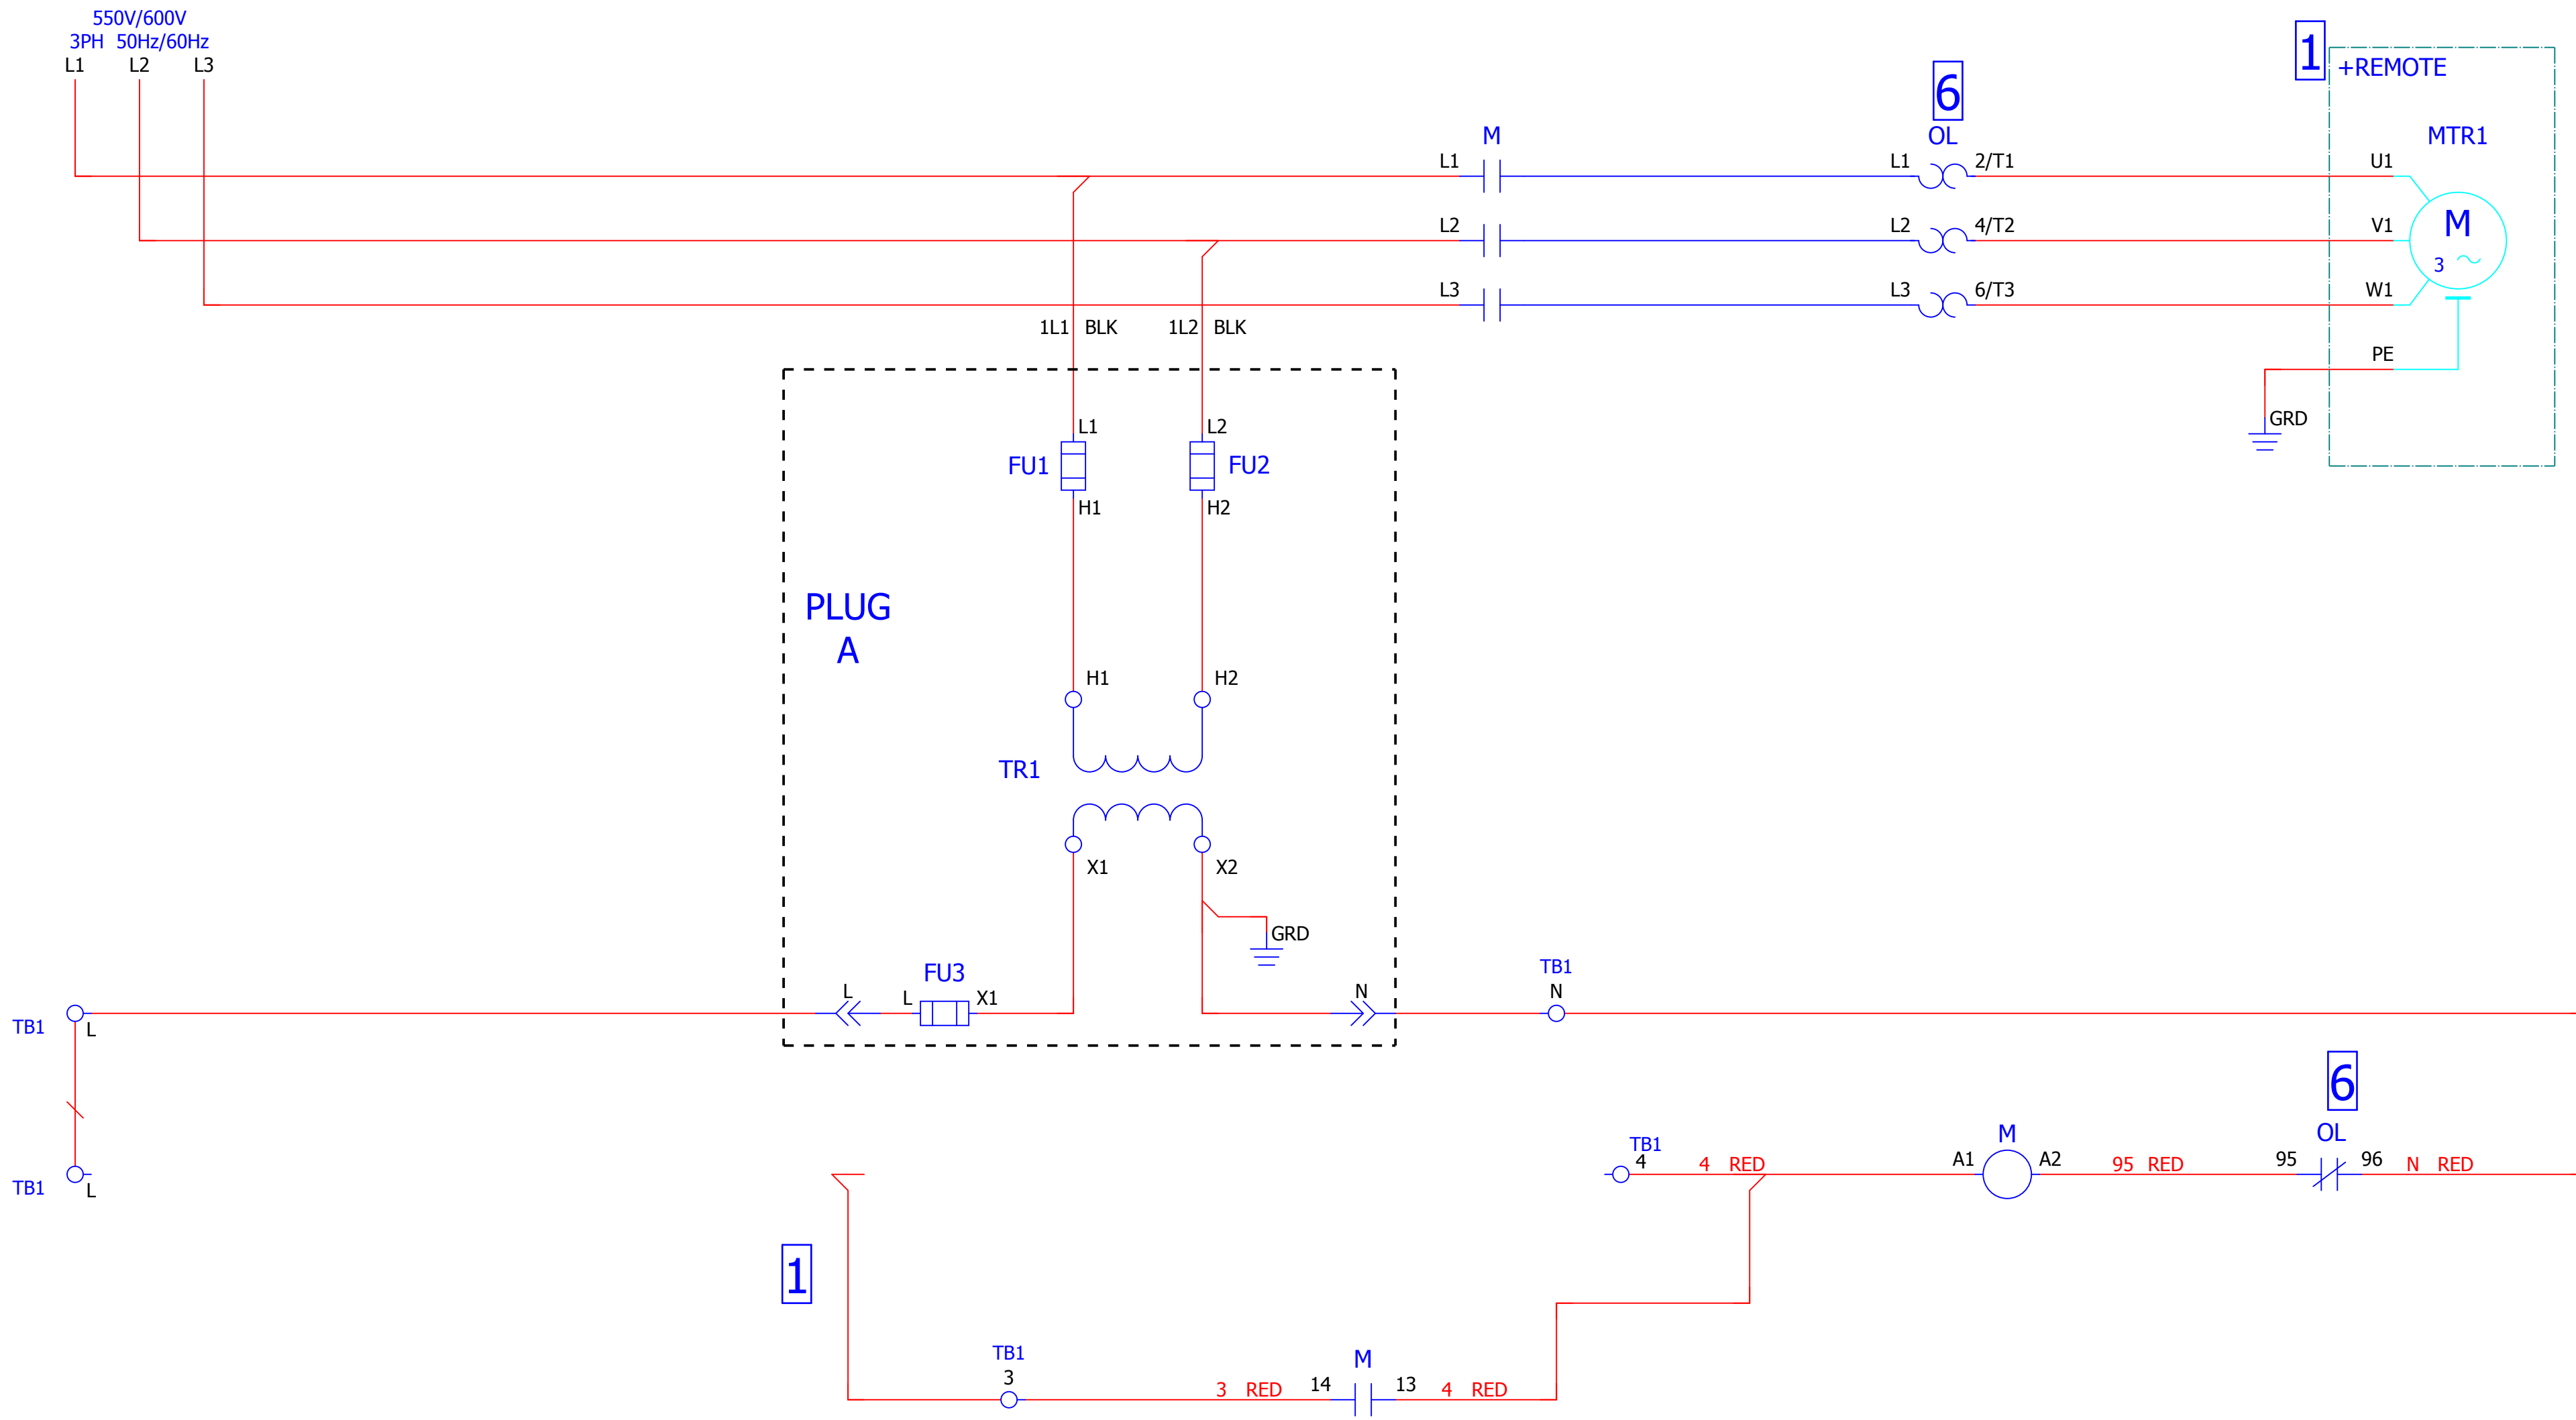 550V/600V
3PH 50Hz/60Hz
L1 L2 L3
1
+REMOTE
6
OL
M
MTR1
L1 L1 2/T1 U1
L2 L2 4/T2 V1
M
3
L3 L3 6/T3 W1
1L1 BLK 1L2 BLK
PE
GRD
L1 L2
FU1 FU2
H1 H2
PLUG
A
H1 H2
TR1
X1 X2
GRD
FU3
TB1
L L X1 N N
TB1 L
6
TB1
4 4 RED M A1 A2 95 RED OL 95 96 N RED
TB1 L
1
TB1
3 3 RED M 14 13 4 RED